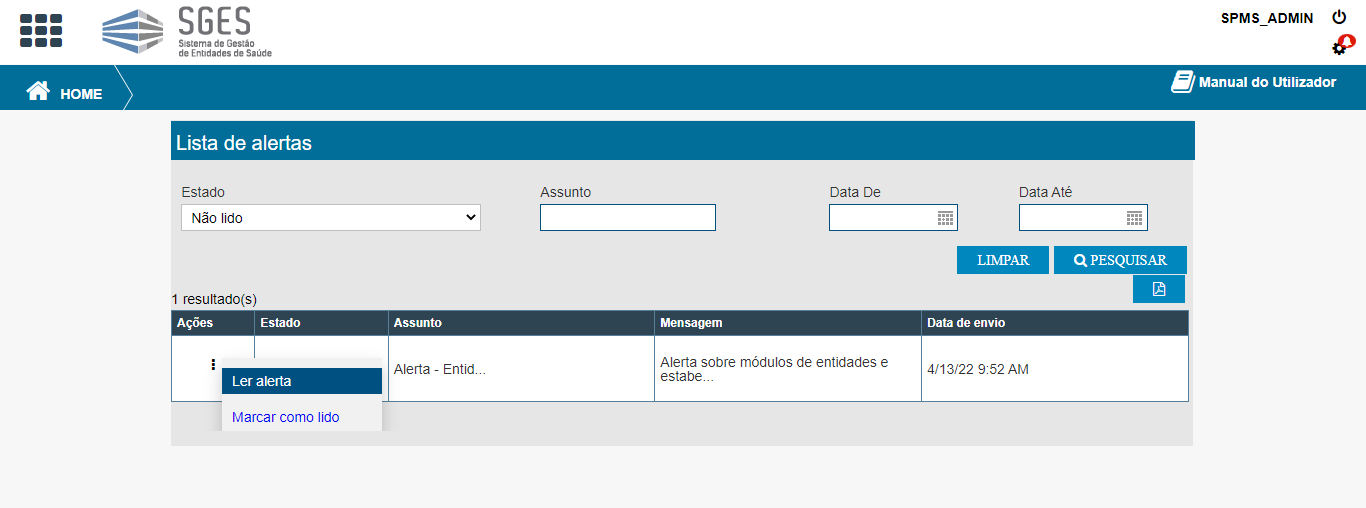 SGES
Sistema de Gestão
de Entidades de Saúde
SPMS_ADMIN
HOME
Manual do Utilizador
Lista de alertas
Estado Assunto Data De Data Até
Não lido
LIMPAR PESQUISAR
1 resultado(s)
Ações Estado Assunto Mensagem Data de envio
Alerta - Entid... Alerta sobre módulos de entidades e
estabe... 4/13/22 9:52 AM
Ler alerta
Marcar como lido